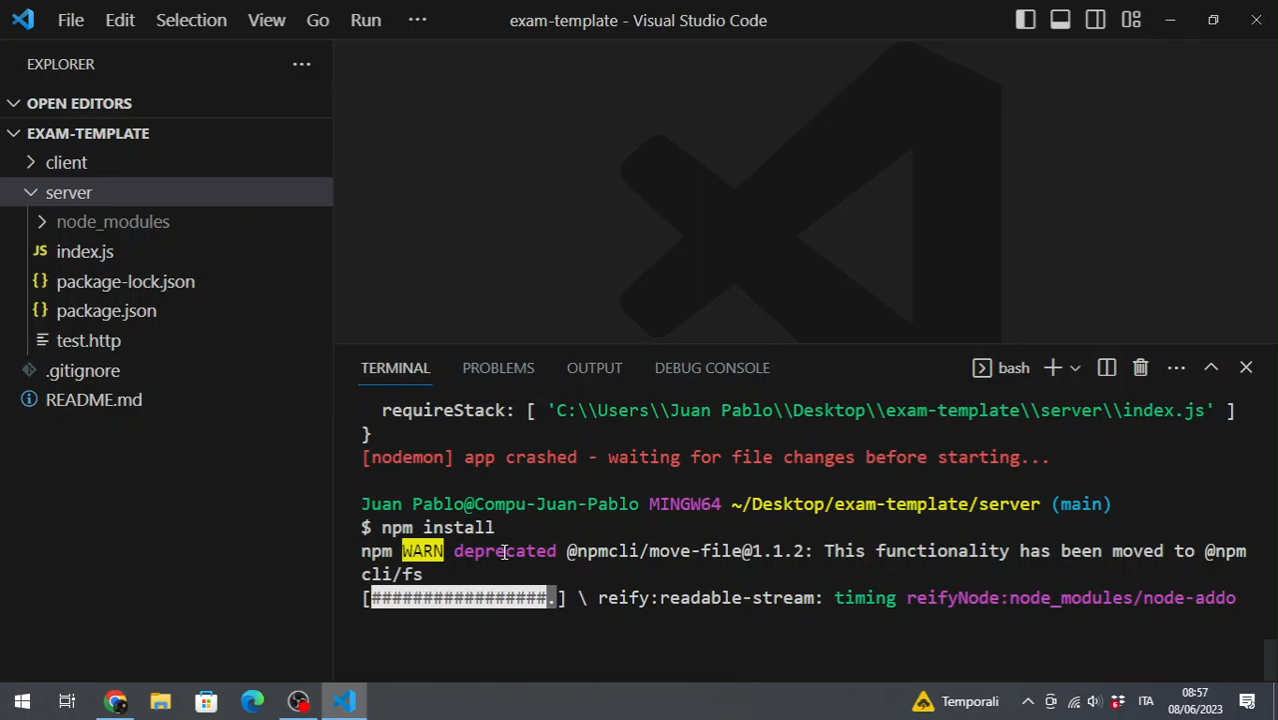 File Edit Selection View Go Run ··· exam-template - Visual Studio Code
EXPLORER ···
OPEN EDITORS
EXAM-TEMPLATE
client
server
node_modules
JS index.js
{} package-lock.json
{} package.json
test.http
.gitignore
README.md
TERMINAL PROBLEMS OUTPUT DEBUG CONSOLE bash ···
requireStack: [ 'C:\\Users\\Juan Pablo\\Desktop\\exam-template\\server\\index.js' ]
}
[nodemon] app crashed - waiting for file changes before starting...
Juan Pablo@Compu-Juan-Pablo MINGW64 ~/Desktop/exam-template/server (main)
$ npm install
npm WARN deprecated @npmcli/move-file@1.1.2: This functionality has been moved to @npm
cli/fs
[#################.] \ reify:readable-stream: timing reifyNode:node_modules/node-addo
Temporali ITA 08:57
08/06/2023